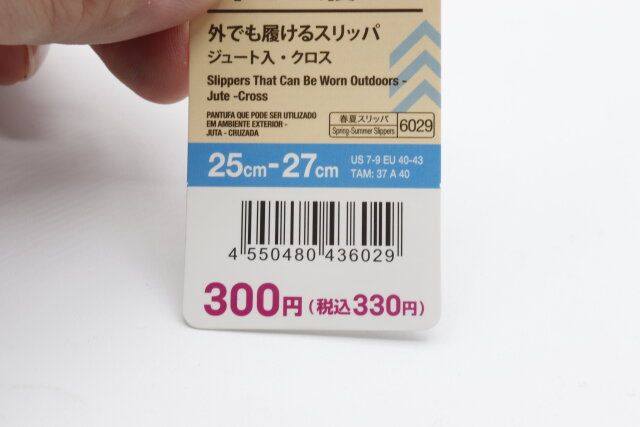 外でも履けるスリッパ
ジュート入・クロス
Slippers That Can Be Worn Outdoors -
Jute -Cross
PANTUFA QUE PODE SER UTILIZADO
EM AMBIENTE EXTERIOR -
JUTA - CRUZADA
春夏スリッパ
Spring-Summer Slippers
6029
25cm-27cm
US 7-9 EU 40-43
TAM: 37 A 40
4 550480 436029
300円(税込330円)